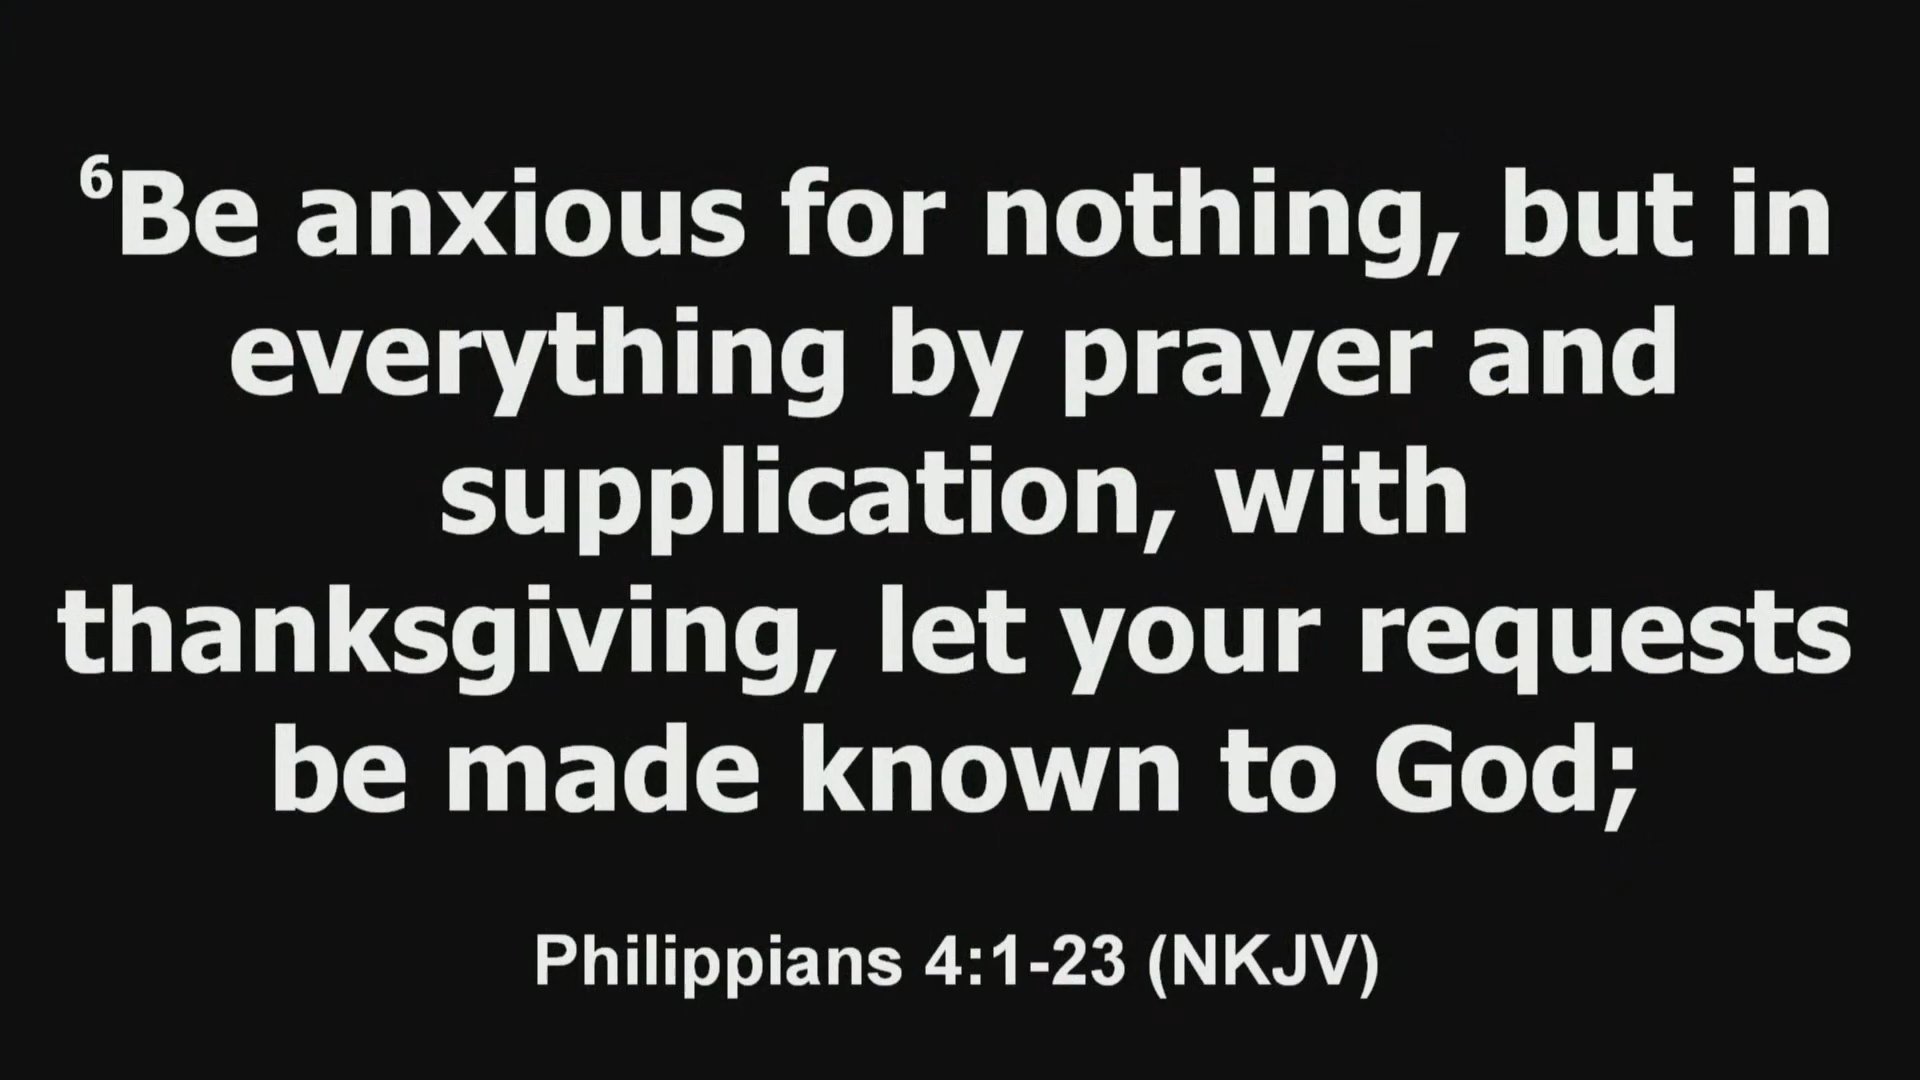 ⁶Be anxious for nothing, but in
everything by prayer and
supplication, with
thanksgiving, let your requests
be made known to God;
Philippians 4:1-23 (NKJV)